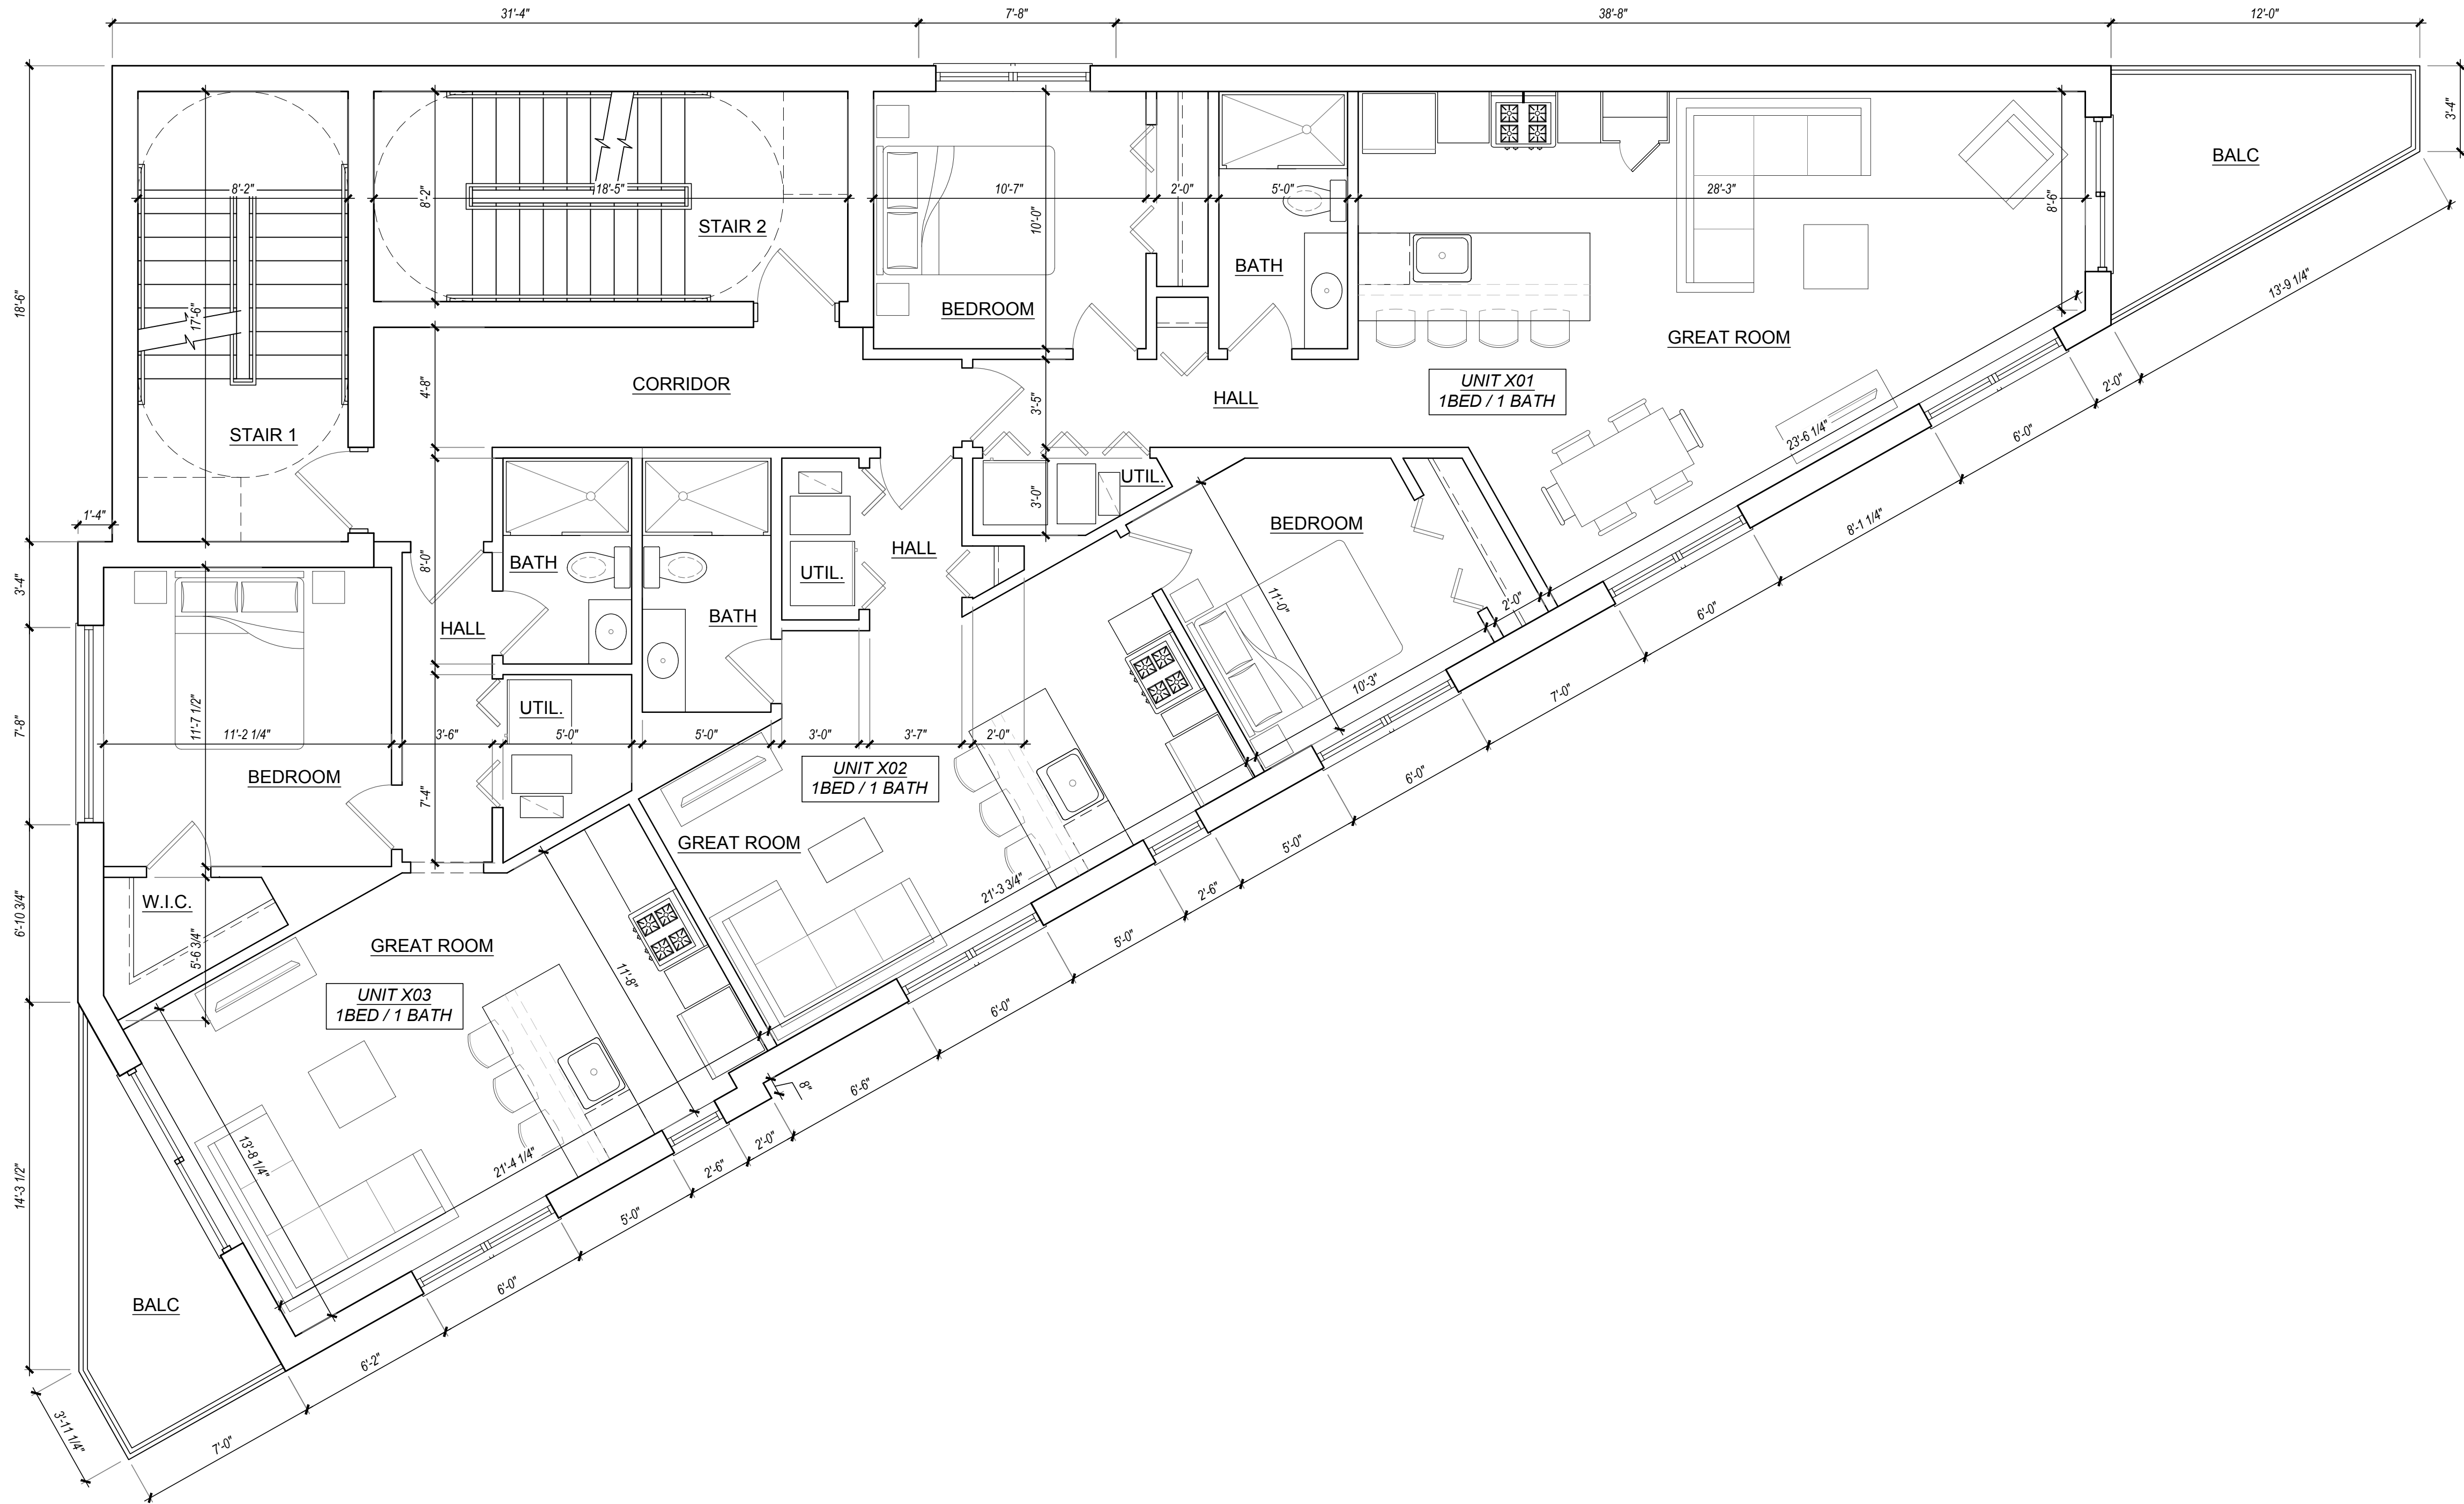 31'-4"
7'-8"
38'-8"
12'-0"
3'-4"
BALC
8'-2"
8'-2"
18'-5"
10'-7"
2'-0"
5'-0"
28'-3"
8'-6"
10'-0"
STAIR 2
BATH
BEDROOM
13'-9 1/4"
18'-6"
17'-6"
GREAT ROOM
CORRIDOR
4'-8"
3'-5"
HALL
UNIT X01
1BED / 1 BATH
2'-0"
STAIR 1
23'-6 1/4"
6'-0"
UTIL.
3'-0"
BEDROOM
1'-4"
8'-1 1/4"
HALL
BATH
8'-0"
UTIL.
3'-4"
11'-0"
2'-0"
6'-0"
BATH
HALL
10'-3"
7'-0"
UTIL.
7'-8"
11'-7 1/2"
11'-2 1/4"
3'-6"
5'-0"
5'-0"
3'-0"
3'-7"
2'-0"
UNIT X02
1BED / 1 BATH
BEDROOM
6'-0"
7'-4"
GREAT ROOM
5'-0"
21'-3 3/4"
2'-6"
W.I.C.
6'-10 3/4"
5'-6 3/4"
GREAT ROOM
5'-0"
11'-8"
UNIT X03
1BED / 1 BATH
6'-0"
8"
6'-6"
2'-0"
13'-8 1/4"
21'-4 1/4"
2'-6"
14'-3 1/2"
5'-0"
6'-0"
BALC
6'-2"
3'-11 1/4"
7'-0"